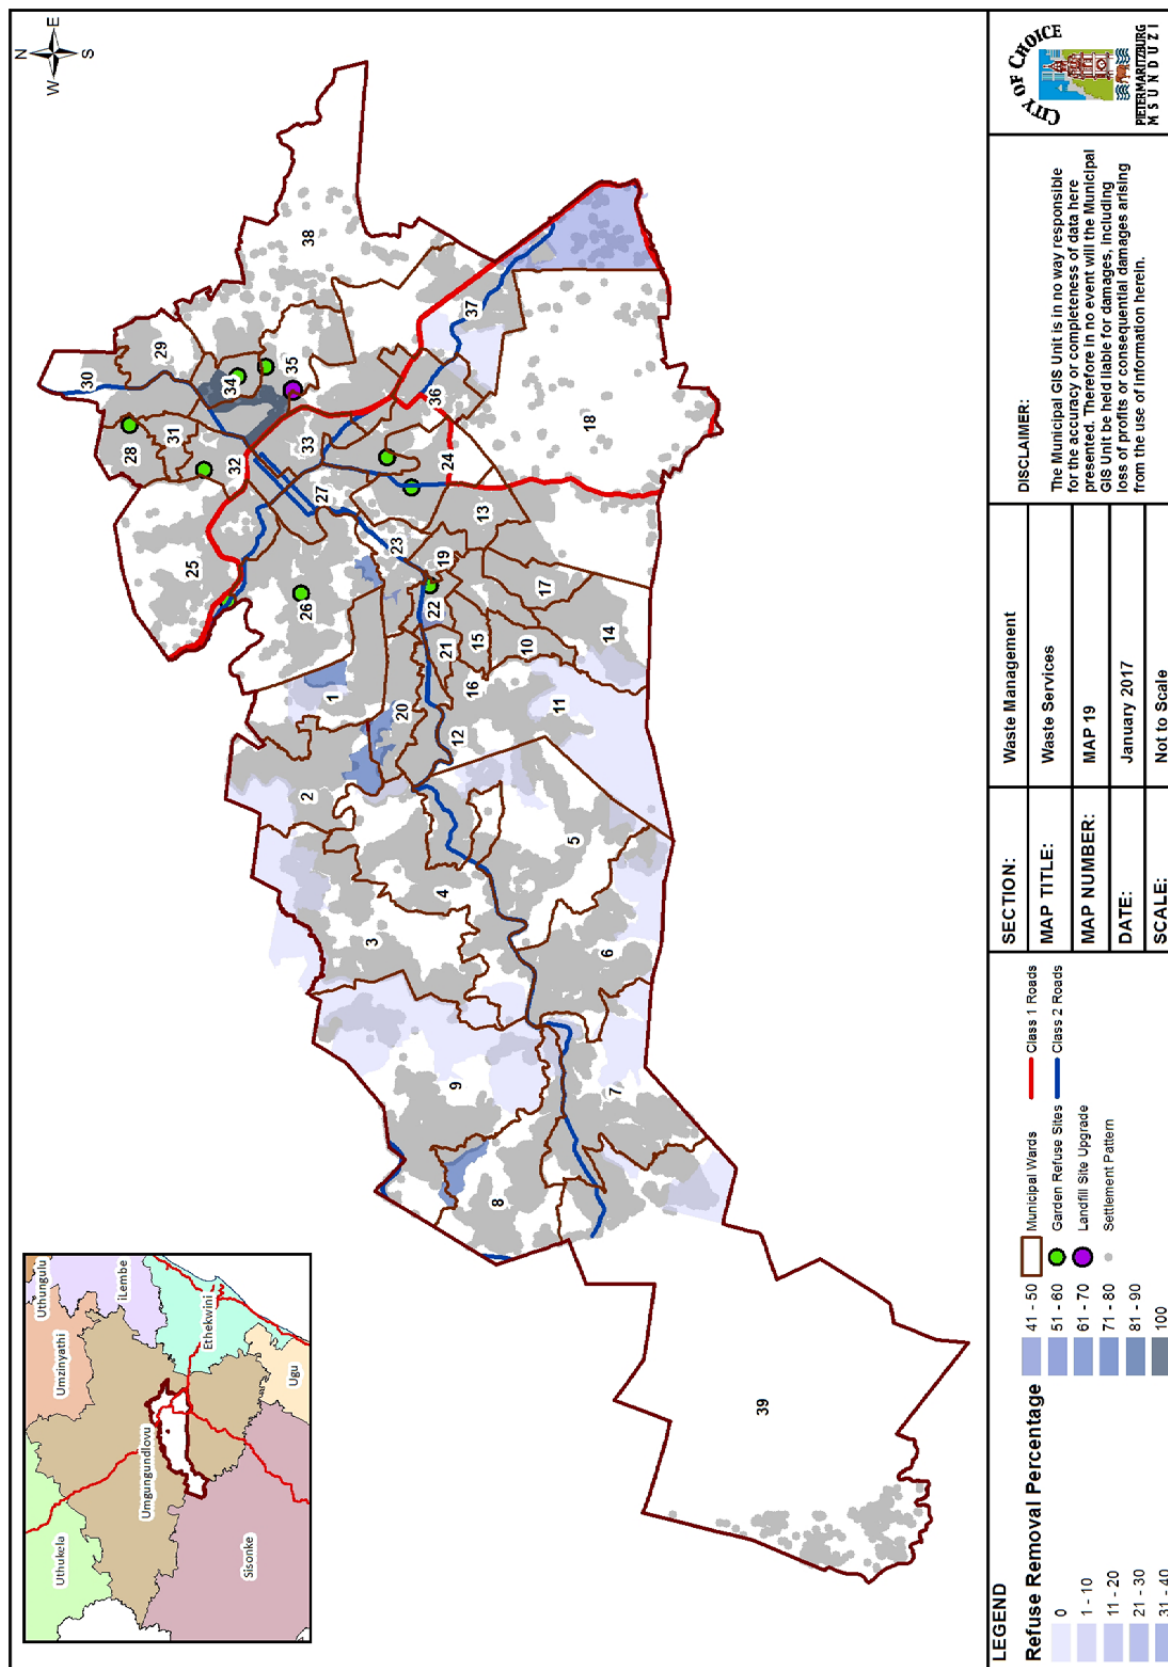 N
E
S
W
Uthukela
Umzinyathi
Uthungulu
iLembe
Umgungundlovu
Ethekwini
Ugu
Sisonke
30
29
28
31
34
35
38
32
33
25
27
36
37
24
18
26
23
13
19
22
17
1
21
15
10
14
20
16
11
12
2
5
4
3
6
9
7
8
39
LEGEND
Refuse Removal Percentage
0
1 - 10
11 - 20
21 - 30
31 - 40
41 - 50
51 - 60
61 - 70
71 - 80
81 - 90
100
Municipal Wards
Garden Refuse Sites
Landfill Site Upgrade
Settlement Pattern
Class 1 Roads
Class 2 Roads
SECTION: Waste Management
MAP TITLE: Waste Services
MAP NUMBER: MAP 19
DATE: January 2017
SCALE: Not to Scale
DISCLAIMER:
The Municipal GIS Unit is in no way responsible
for the accuracy or completeness of data here
presented. Therefore in no event will the Municipal
GIS Unit be held liable for damages, including
loss of profits or consequential damages arising
from the use of information herein.
CITY OF CHOICE
PIETERMARITZBURG
MSUNDUZI